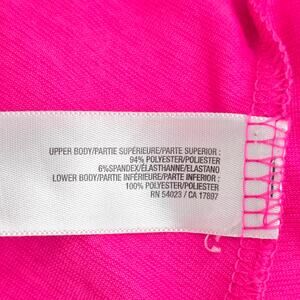 UPPER BODY/PARTIE SUPÉRIEURE/PARTE SUPERIOR :
94% POLYESTER/POLIESTER
6%SPANDEX/ÉLASTHANNE/ELASTANO
LOWER BODY/PARTIE INFÉRIEURE/PARTE INFERIOR :
100% POLYESTER/POLIESTER
RN 54023 / CA 17897